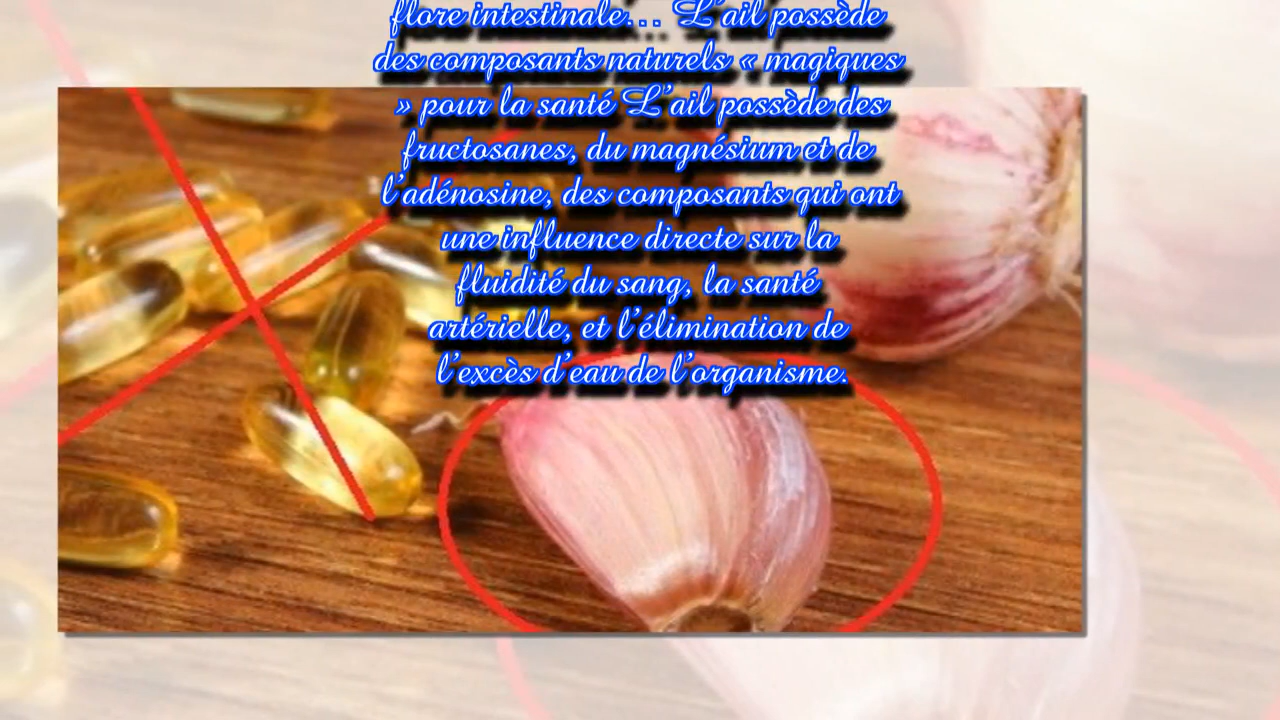 flore intestinale... L'ail possède
des composants naturels « magiques
» pour la santé L'ail possède des
fructosanes, du magnésium et de
l'adénosine, des composants qui ont
une influence directe sur la
fluidité du sang, la santé
artérielle, et l'élimination de
l'excès d'eau de l'organisme.